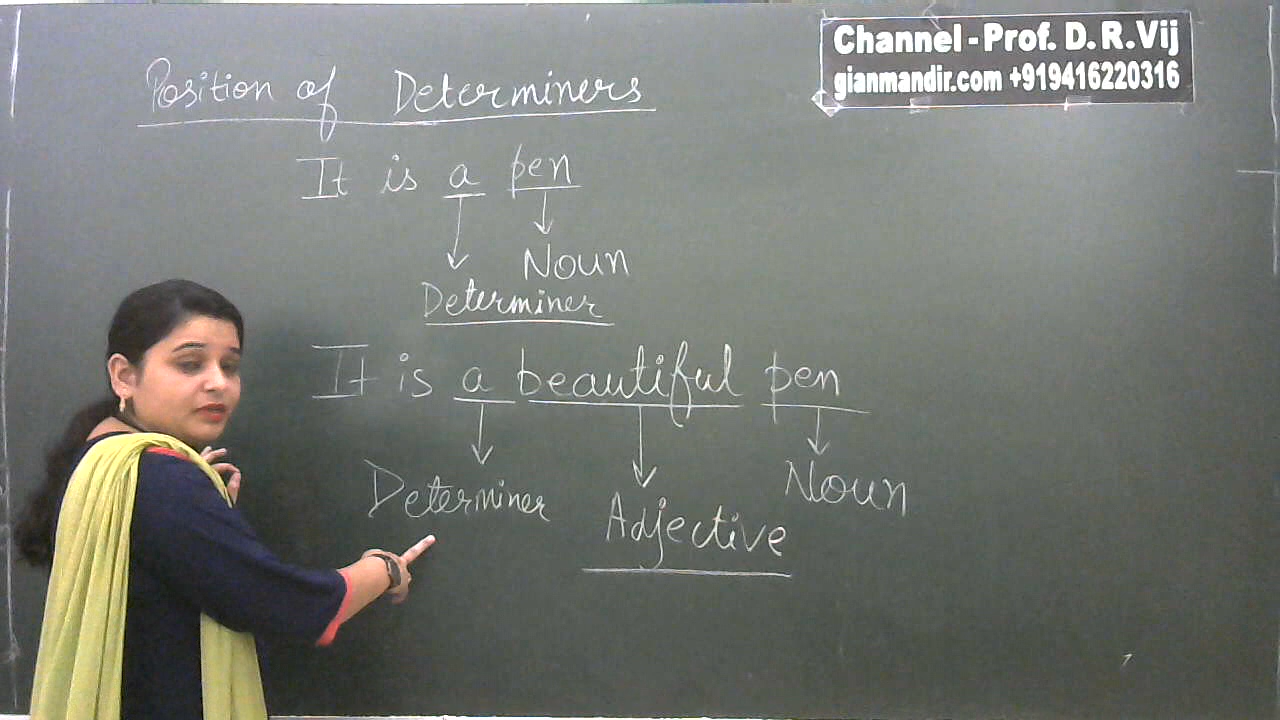 Channel - Prof. D. R. Vij
gianmandir.com +919416220316
Position of Determiners
It is a pen
Noun
Determiner
It is a beautiful pen
Determiner Adjective Noun